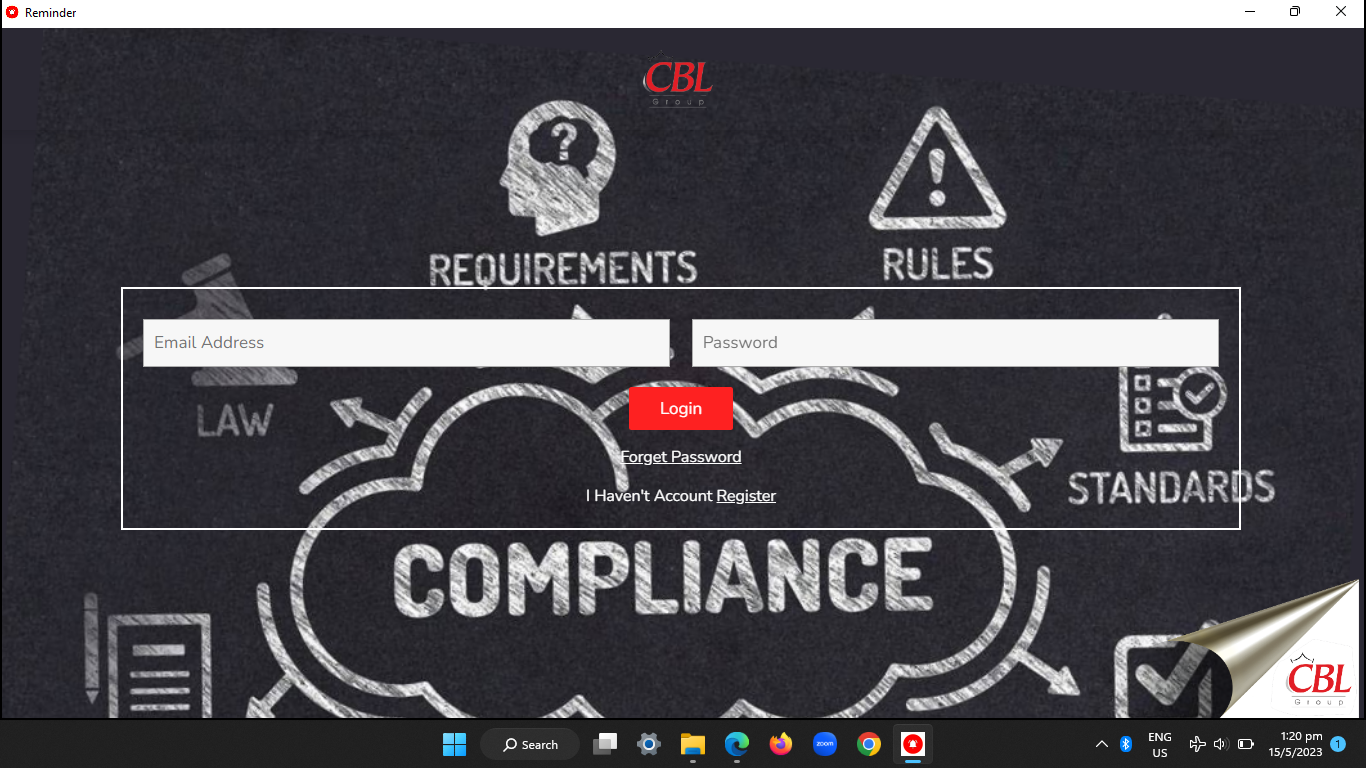 Reminder
CBL
Group
REQUIREMENTS
RULES
Email Address
Password
LAW
Login
Forget Password
STANDARDS
I Haven't Account Register
COMPLIANCE
CBL
Group
Search
zoom
ENG
US
1:20 pm
15/5/2023
1